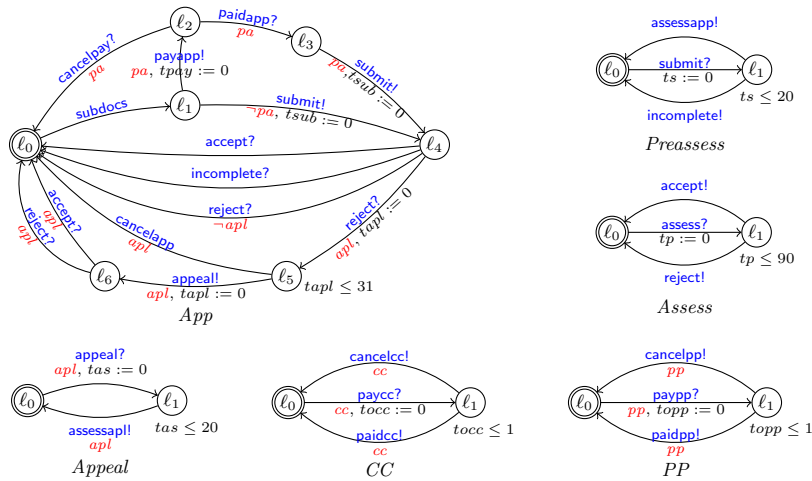 ℓ2
paidapp?
pa
ℓ3
cancelpay?
pa
payapp!
pa, tpay := 0
submit!
pa,tsub := 0
subdocs
ℓ1
submit!
¬pa, tsub := 0
ℓ0
accept?
ℓ4
incomplete?
reject?
¬apl
reject?
apl, tapl := 0
cancelapp
apl
accept?
apl
reject?
apl
ℓ6
appeal!
apl, tapl := 0
ℓ5
tapl ≤ 31
App
assessapp!
ℓ0
submit?
ts := 0
ℓ1
ts ≤ 20
incomplete!
Preassess
accept!
ℓ0
assess?
tp := 0
ℓ1
tp ≤ 90
reject!
Assess
appeal?
apl, tas := 0
ℓ0
ℓ1
tas ≤ 20
assessapl!
apl
Appeal
cancelcc!
cc
ℓ0
paycc?
cc, tocc := 0
ℓ1
tocc ≤ 1
paidcc!
cc
CC
cancelpp!
pp
ℓ0
paypp?
pp, topp := 0
ℓ1
topp ≤ 1
paidpp!
pp
PP